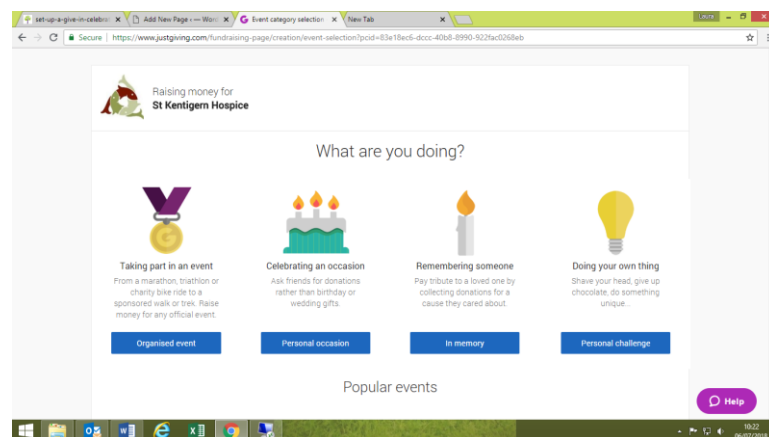 set-up-a-give-in-celebrat
Add New Page ‹ — Word
Event category selection
New Tab
Secure
https://www.justgiving.com/fundraising-page/creation/event-selection?pcid=83e18ec6-dccc-40b8-8990-922fac0268eb
Raising money for
St Kentigern Hospice
What are you doing?
Taking part in an event
From a marathon, triathlon or
charity bike ride to a
sponsored walk or trek. Raise
money for any official event.
Organised event
Celebrating an occasion
Ask friends for donations
rather than birthday or
wedding gifts.
Personal occasion
Remembering someone
Pay tribute to a loved one by
collecting donations for a
cause they cared about.
In memory
Doing your own thing
Shave your head, give up
chocolate, do something
unique...
Personal challenge
Popular events
Help
10:22
06/07/2018